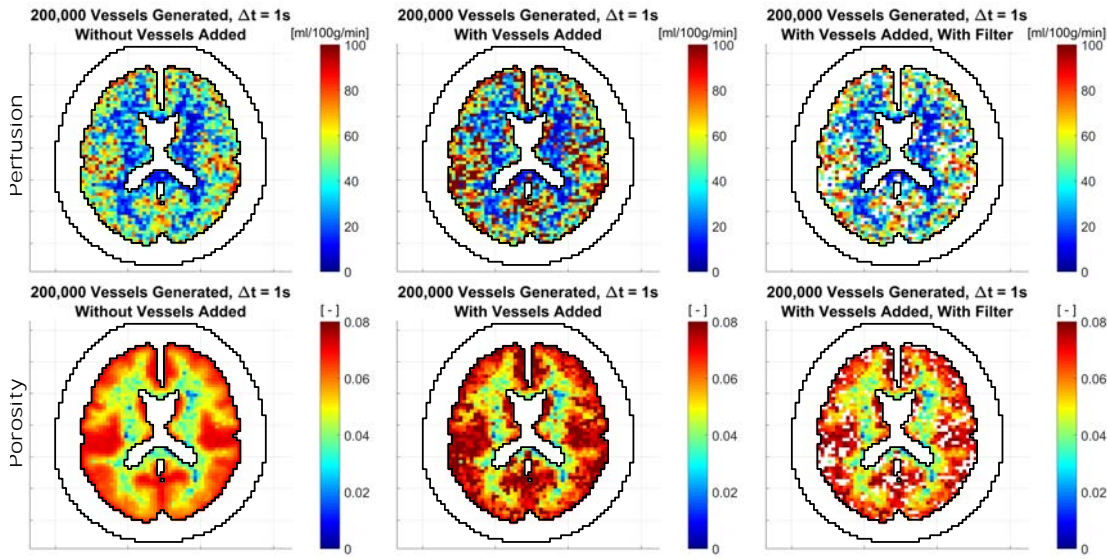 200,000 Vessels Generated, Δt = 1s
Without Vessels Added
[ml/100g/min]
100
80
60
40
20
0
200,000 Vessels Generated, Δt = 1s
With Vessels Added
[ml/100g/min]
100
80
60
40
20
0
200,000 Vessels Generated, Δt = 1s
With Vessels Added, With Filter
[ml/100g/min]
100
80
60
40
20
0
Perfusion
200,000 Vessels Generated, Δt = 1s
Without Vessels Added
[ - ]
0.08
0.06
0.04
0.02
0
200,000 Vessels Generated, Δt = 1s
With Vessels Added
[ - ]
0.08
0.06
0.04
0.02
0
200,000 Vessels Generated, Δt = 1s
With Vessels Added, With Filter
[ - ]
0.08
0.06
0.04
0.02
0
Porosity